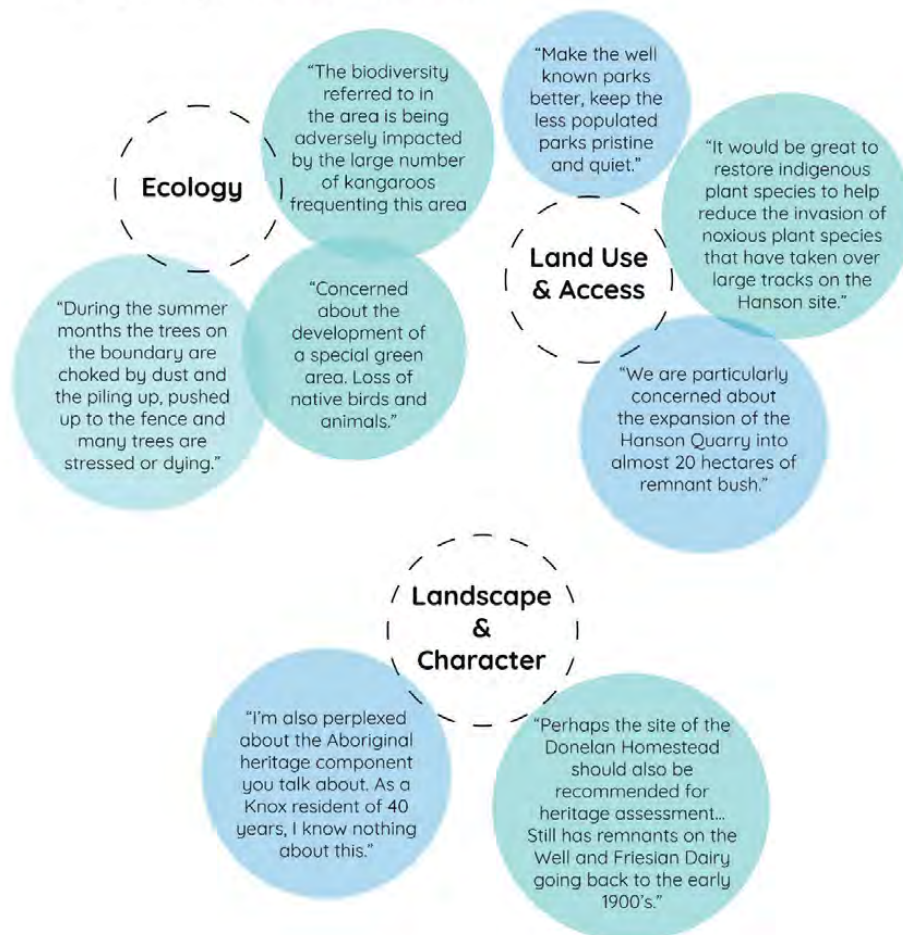 Ecology
“The biodiversity
referred to in
the area is being
adversely impacted
by the large number
of kangaroos
frequenting this area
“During the summer
months the trees on
the boundary are
choked by dust and
the piling up, pushed
up to the fence and
many trees are
stressed or dying.”
“Concerned
about the
development of
a special green
area. Loss of
native birds and
animals.”
Land Use
& Access
“Make the well
known parks
better, keep the
less populated
parks pristine
and quiet.”
“It would be great to
restore indigenous
plant species to help
reduce the invasion of
noxious plant species
that have taken over
large tracks on the
Hanson site.”
“We are particularly
concerned about
the expansion of the
Hanson Quarry into
almost 20 hectares of
remnant bush.”
Landscape
&
Character
“I’m also perplexed
about the Aboriginal
heritage component
you talk about. As a
Knox resident of 40
years, I know nothing
about this.”
“Perhaps the site of the
Donelan Homestead
should also be
recommended for
heritage assessment...
Still has remnants on the
Well and Friesian Dairy
going back to the early
1900’s.”